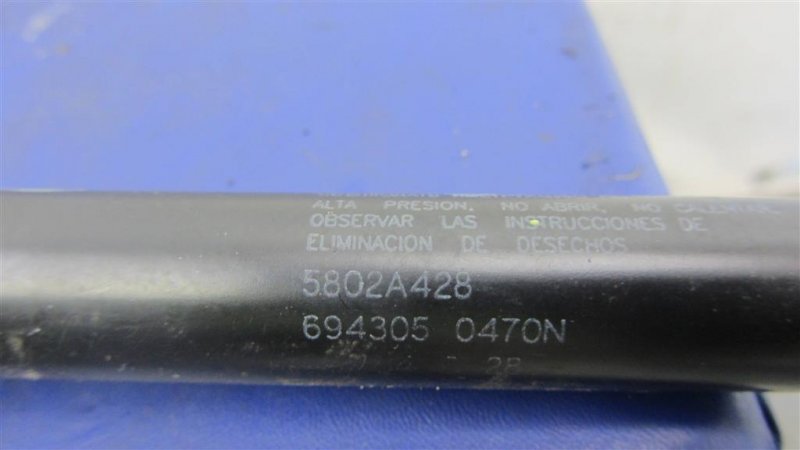 ALTA PRESION. NO ABRIR. NO CALENTAR.
OBSERVAR LAS INSTRUCCIONES DE
ELIMINACION DE DESECHOS
5802A428
694305 0470N